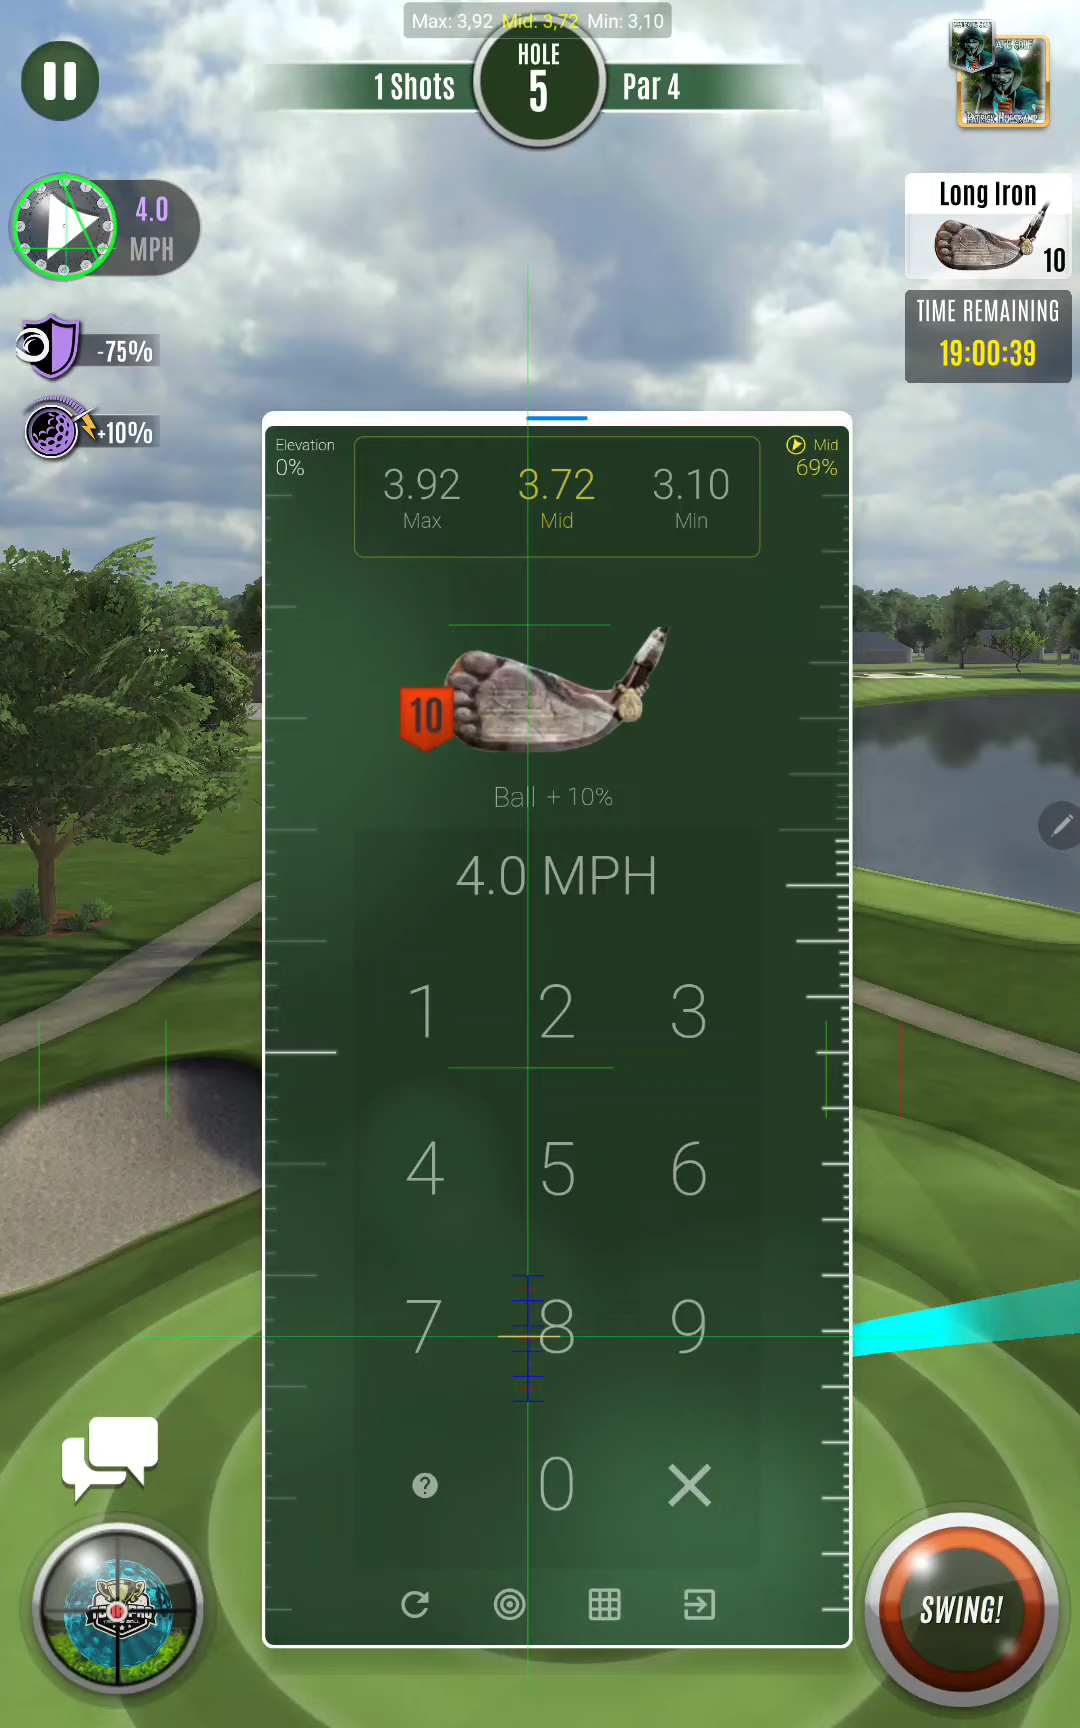 Max: 3,92 Mid: 3,72 Min: 3,10
HOLE
5
1 Shots
Par 4
4.0
MPH
Long Iron
10
TIME REMAINING
19:00:39
-75%
+10%
Elevation
0%
3.92 3.72 3.10
Max Mid Min
Mid
69%
10
Ball + 10%
4.0 MPH
1 2 3
4 5 6
7 8 9
? 0
SWING!